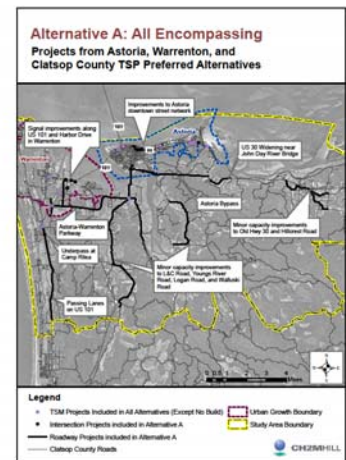 Alternative A: All Encompassing
Projects from Astoria, Warrenton, and
Clatsop County TSP Preferred Alternatives
Improvements to Astoria
downtown street network
Signal improvements along
US 101 and Harbor Drive
in Warrenton
101
30
Astoria
US 30 Widening near
John Day River Bridge
Warrenton
101
Astoria Bypass
Astoria-Warrenton
Parkway
Minor capacity improvements
to Old Hwy 30 and Hillcrest Road
Underpass at
Camp Rilea
Minor capacity improvements
to L&C Road, Youngs River
Road, Logan Road, and Walluski
Road
Passing Lanes
on US 101
Miles
Legend
TSM Projects Included in All Alternatives (Except No Build)
Urban Growth Boundary
Intersection Projects Included in Alternative A
Study Area Boundary
Roadway Projects Included in Alternative A
Clatsop County Roads
CH2MHILL